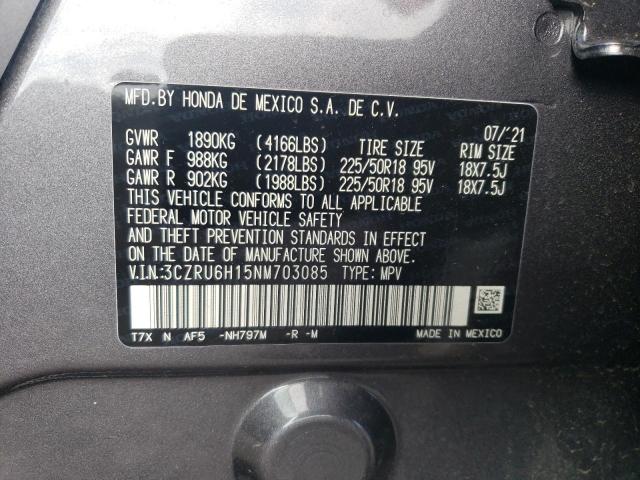 MFD.BY HONDA DE MEXICO S.A. DE C.V.
07/'21
GVWR 1890KG (4166LBS) TIRE SIZE RIM SIZE
GAWR F 988KG (2178LBS) 225/50R18 95V 18X7.5J
GAWR R 902KG (1988LBS) 225/50R18 95V 18X7.5J
THIS VEHICLE CONFORMS TO ALL APPLICABLE
FEDERAL MOTOR VEHICLE SAFETY
AND THEFT PREVENTION STANDARDS IN EFFECT
ON THE DATE OF MANUFACTURE SHOWN ABOVE.
V.I.N:3CZRU6H15NM703085 TYPE: MPV
T7X N AF5 -NH797M -R -M MADE IN MEXICO